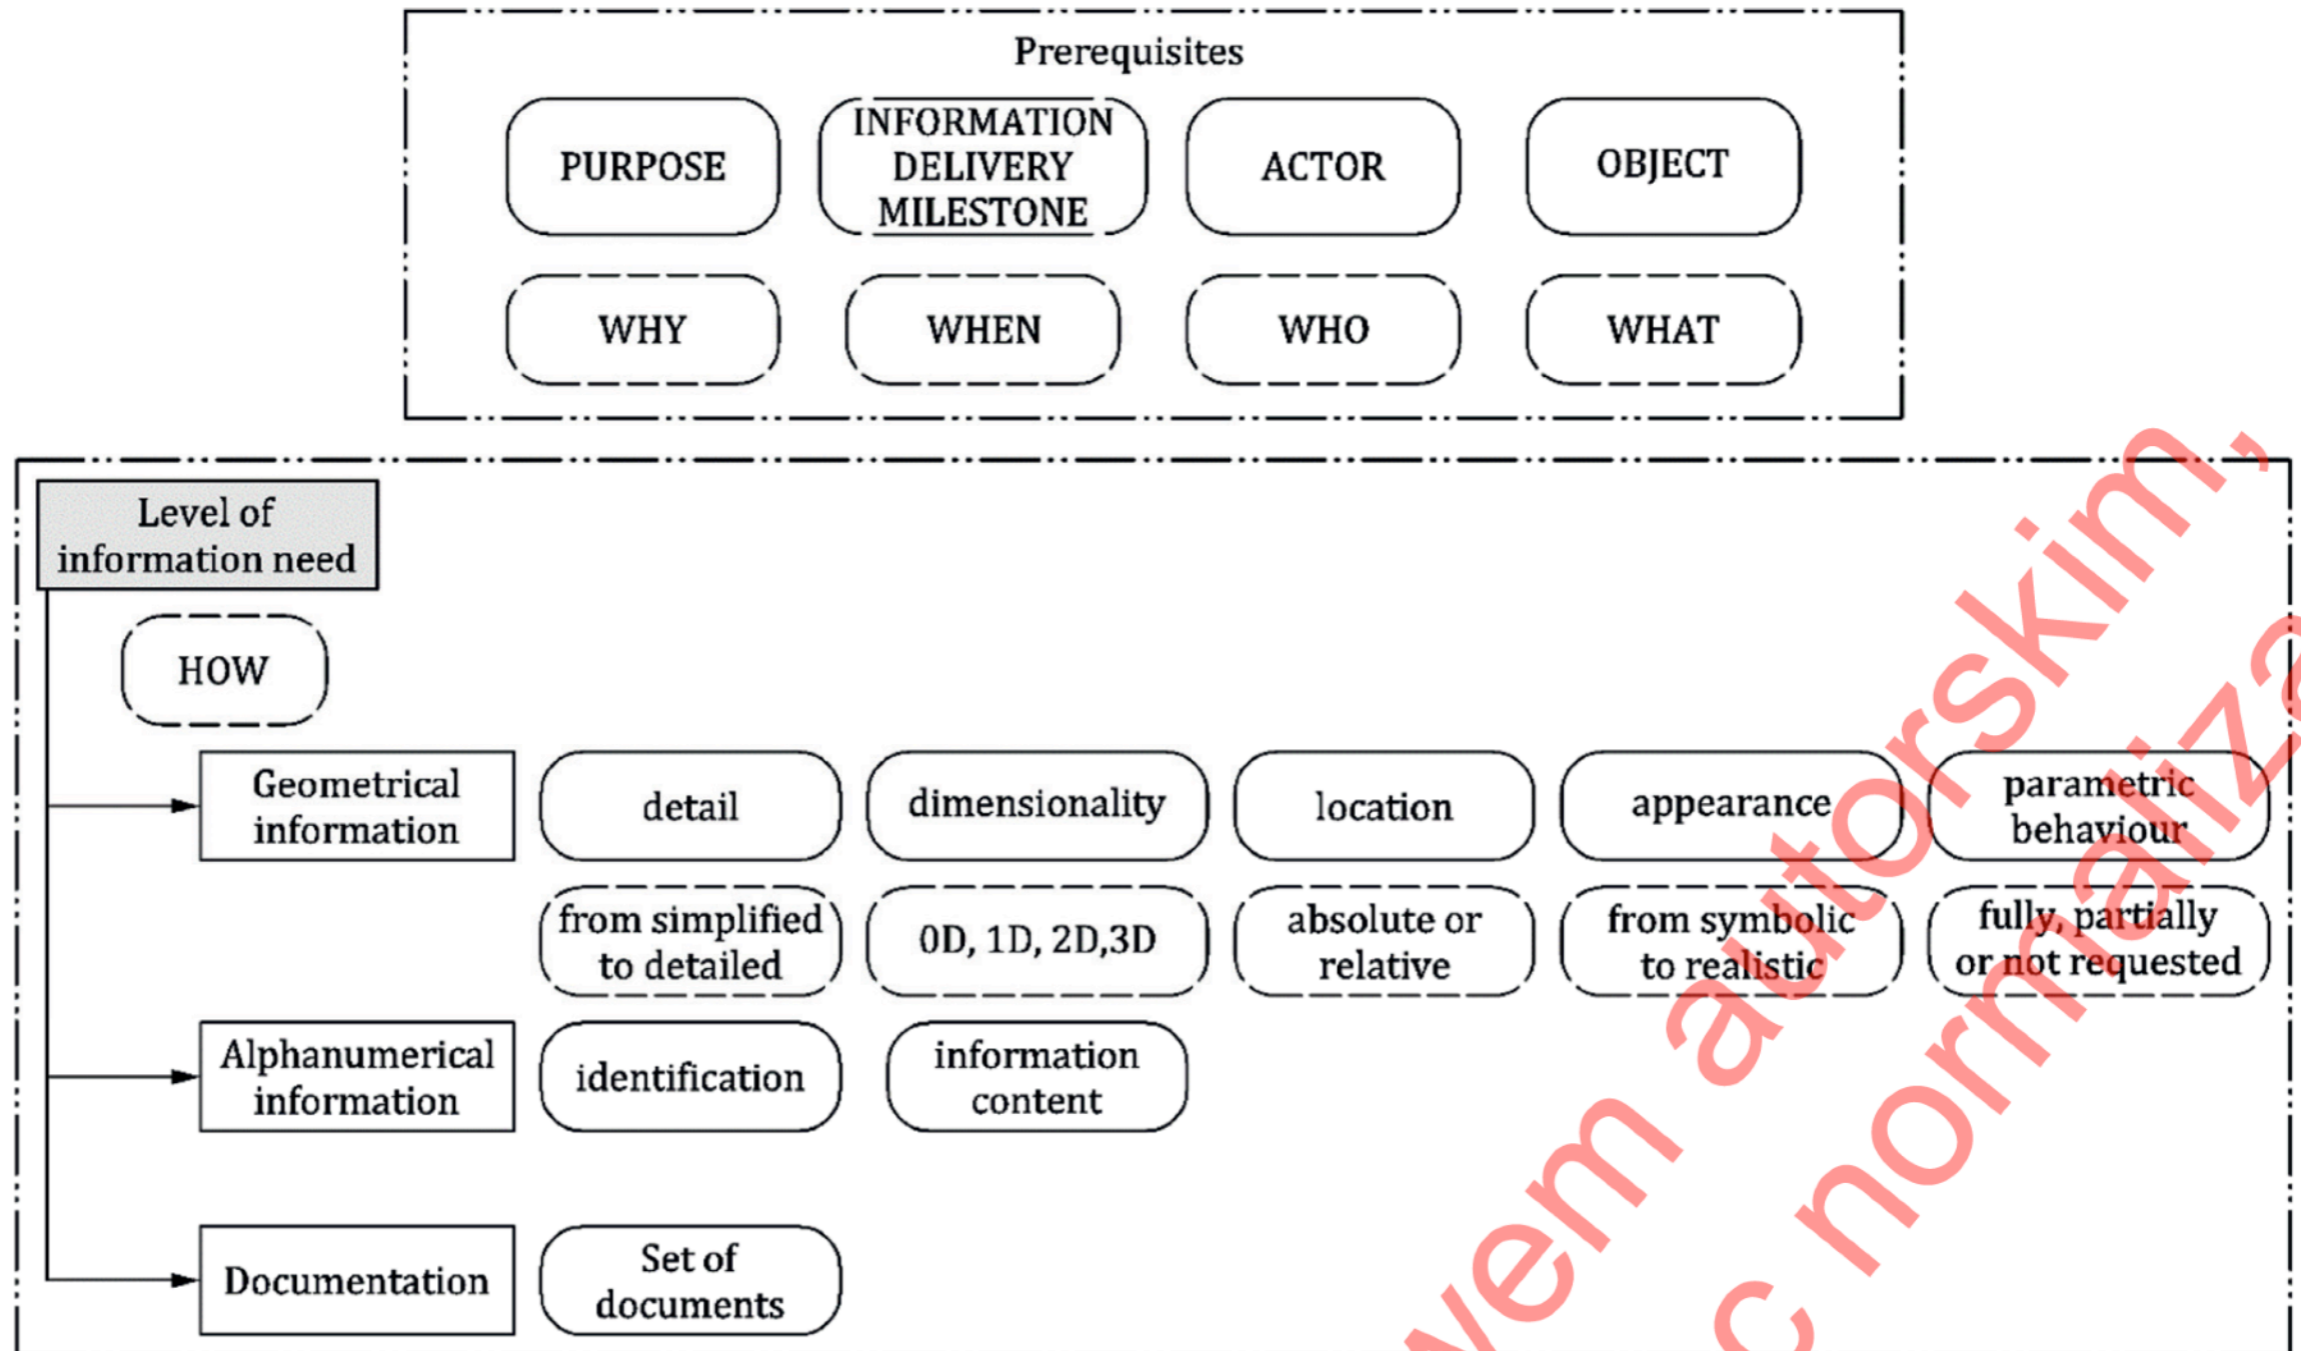 Prerequisites
PURPOSE
INFORMATION
DELIVERY
MILESTONE
ACTOR
OBJECT
WHY
WHEN
WHO
WHAT
Level of
information need
HOW
Geometrical
information
detail
dimensionality
location
appearance
parametric
behaviour
from simplified
to detailed
0D, 1D, 2D,3D
absolute or
relative
from symbolic
to realistic
fully, partially
or not requested
Alphanumerical
information
identification
information
content
Documentation
Set of
documents
autorskim,